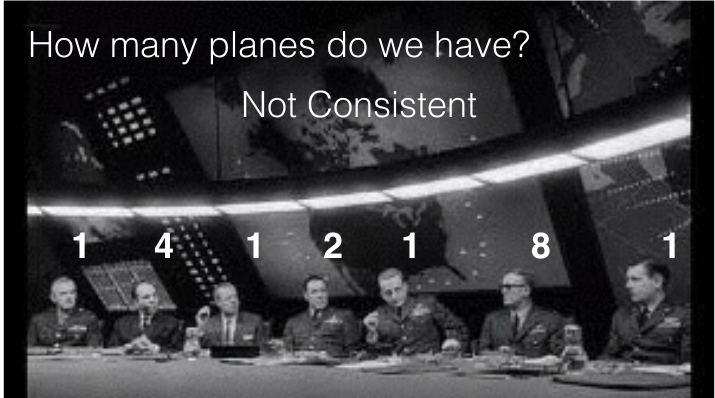 How many planes do we have?
Not Consistent
1 4 1 2 1 8 1